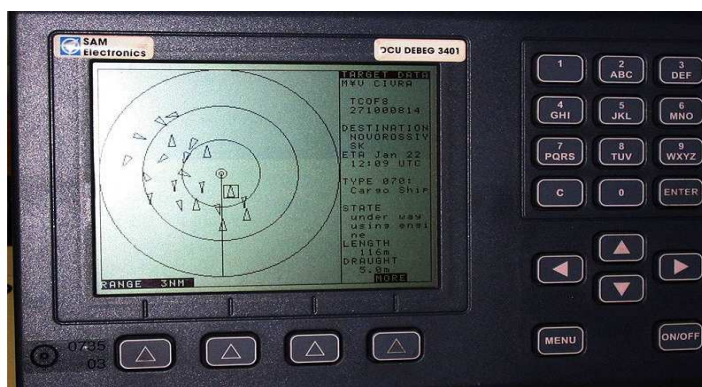 SAM
Electronics
DCU DEBEG 3401
TARGET DATA
M¥V CIVRA
TCOF8
271000814
DESTINATION
NOVOROSSIY
SK
ETA Jan 22
12:09 UTC
TYPE 070:
Cargo Ship
STATE
under way
using engi
ne
LENGTH
116m
DRAUGHT
5.0m
MORE
RANGE 3NM
1
2
ABC
3
DEF
4
GHI
5
JKL
6
MNO
7
PQRS
8
TUV
9
WXYZ
C
0
ENTER
MENU
ON/OFF
0735
03